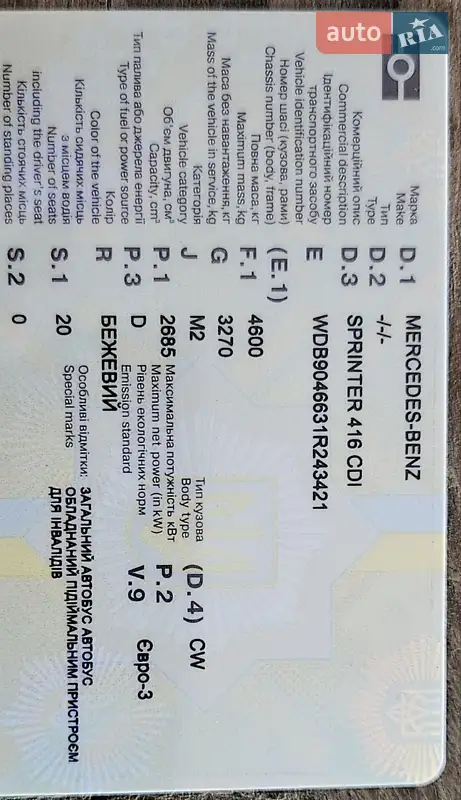 auto RIA.com
Марка
Make
D.1 MERCEDES-BENZ
Тип
Type
D.2 -/-/-
Комерційний опис
Commercial description
D.3 SPRINTER 416 CDI
Ідентифікаційний номер
транспортного засобу
Vehicle identification number
E WDB9046631R243421
Номер шасі (кузова, рами)
Chassis number (body, frame)
(E.1)
Повна маса, кг
Maximum mass, kg
F.1 4600
Маса без навантаження, кг
Mass of the vehicle in service, kg
G 3270
Категорія
Vehicle category
J M2
Тип кузова
Body type
(D.4) CW
Об'єм двигуна, см³
Capacity, cm³
P.1 2685
Максимальна потужність кВт
Maximum net. power (in kW)
P.2
Тип палива або джерела енергії
Type of fuel or power source
P.3 D
Рівень екологічних норм
Emission standard
V.9 Євро-3
Колір
Color of the vehicle
R БЕЖЕВИЙ
Кількість сидячих місць
з місцем водія
Number of seats
including the driver's seat
S.1 20
Особливі відмітки:
Special marks
ЗАГАЛЬНИЙ АВТОБУС АВТОБУС
ОБЛАДНАНИЙ ПІДІЙМАЛЬНИМ ПРИСТРОЄМ
ДЛЯ ІНВАЛІДІВ
Кількість стоячих місць
Number of standing places
S.2 0